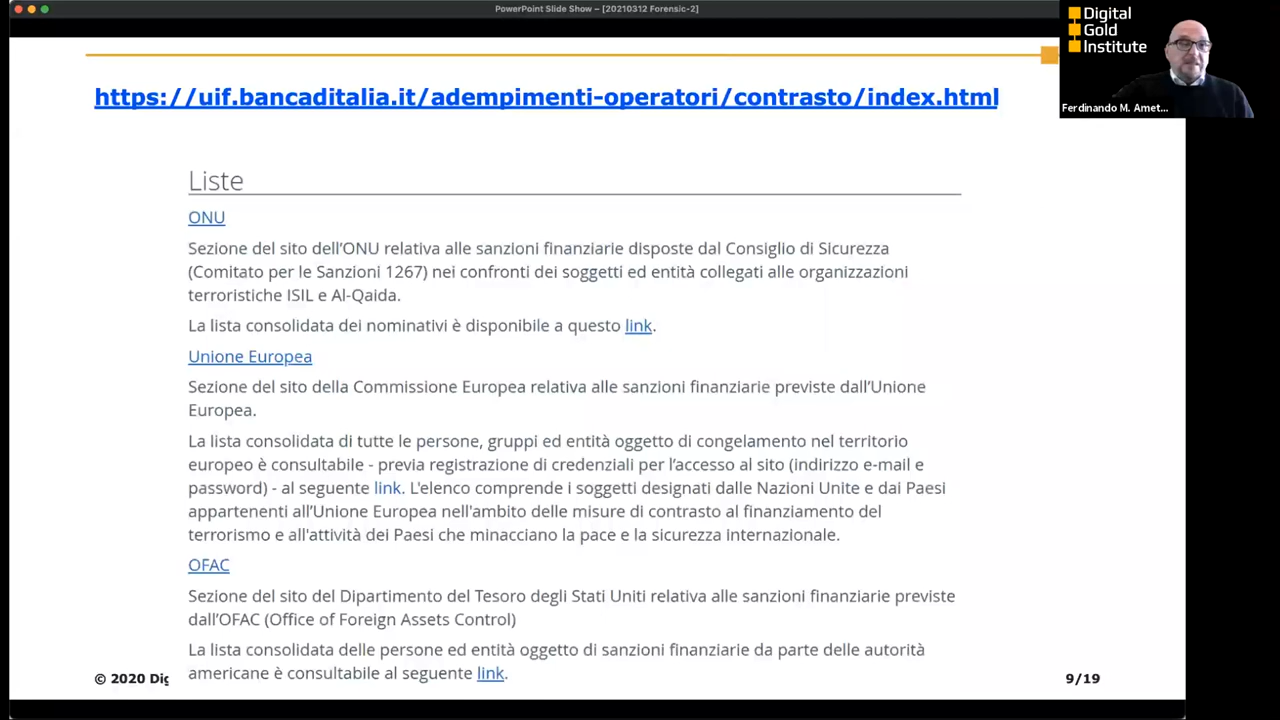 PowerPoint Slide Show – [20210312 Forensic-2]
Digital
Gold
Institute
Ferdinando M. Amet...
https://uif.bancaditalia.it/adempimenti-operatori/contrasto/index.html
Liste
ONU
Sezione del sito dell’ONU relativa alle sanzioni finanziarie disposte dal Consiglio di Sicurezza
(Comitato per le Sanzioni 1267) nei confronti dei soggetti ed entità collegati alle organizzazioni
terroristiche ISIL e Al-Qaida.
La lista consolidata dei nominativi è disponibile a questo link.
Unione Europea
Sezione del sito della Commissione Europea relativa alle sanzioni finanziarie previste dall’Unione
Europea.
La lista consolidata di tutte le persone, gruppi ed entità oggetto di congelamento nel territorio
europeo è consultabile - previa registrazione di credenziali per l’accesso al sito (indirizzo e-mail e
password) - al seguente link. L'elenco comprende i soggetti designati dalle Nazioni Unite e dai Paesi
appartenenti all’Unione Europea nell'ambito delle misure di contrasto al finanziamento del
terrorismo e all'attività dei Paesi che minacciano la pace e la sicurezza internazionale.
OFAC
Sezione del sito del Dipartimento del Tesoro degli Stati Uniti relativa alle sanzioni finanziarie previste
dall’OFAC (Office of Foreign Assets Control)
La lista consolidata delle persone ed entità oggetto di sanzioni finanziarie da parte delle autorità
americane è consultabile al seguente link.
© 2020 Dig
9/19